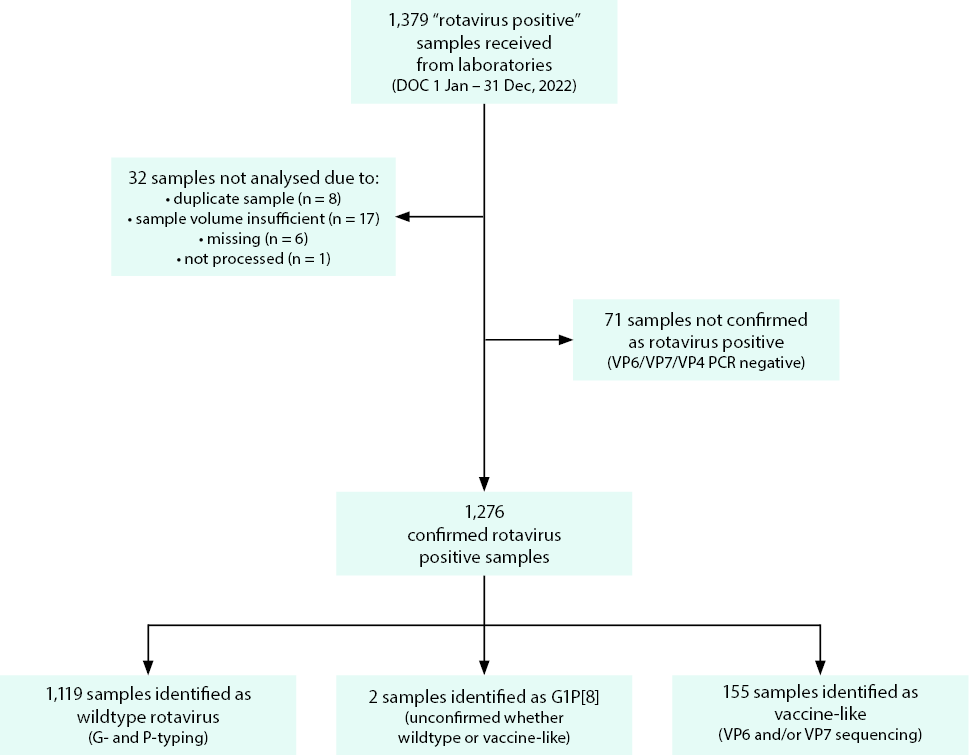 1,379 “rotavirus positive”
samples received
from laboratories
(DOC 1 Jan – 31 Dec, 2022)
32 samples not analysed due to:
• duplicate sample (n = 8)
• sample volume insufficient (n = 17)
• missing (n = 6)
• not processed (n = 1)
71 samples not confirmed
as rotavirus positive
(VP6/VP7/VP4 PCR negative)
1,276
confirmed rotavirus
positive samples
1,119 samples identified as
wildtype rotavirus
(G- and P-typing)
2 samples identified as G1P[8]
(unconfirmed whether
wildtype or vaccine-like)
155 samples identified as
vaccine-like
(VP6 and/or VP7 sequencing)